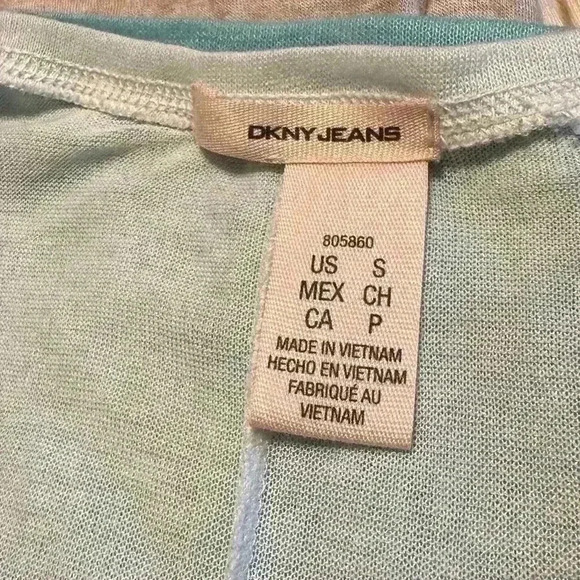 DKNY JEANS
805860
US S
MEX CH
CA P
MADE IN VIETNAM
HECHO EN VIETNAM
FABRIQUÉ AU
VIETNAM